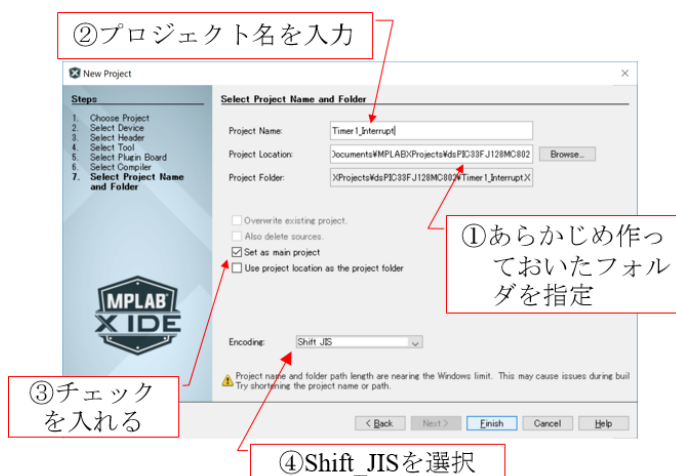 ②プロジェクト名を入力
New Project
Steps
Select Project Name and Folder
1. Choose Project
2. Select Device
3. Select Header
4. Select Tool
5. Select Plugin Board
6. Select Compiler
7. Select Project Name
and Folder
Project Name:
Timer1_Interrupt
Project Location:
Documents¥MPLABXProjects¥dsPIC33FJ128MC802
Browse...
Project Folder:
XProjects¥dsPIC33FJ128MC802¥Timer1_Interrupt.X
Overwrite existing project.
Also delete sources.
Set as main project
Use project location as the project folder
①あらかじめ作っ
ておいたフォル
ダを指定
MPLAB
X IDE
Encoding:
Shift_JIS
Project name and folder path length are nearing the Windows limit. This may cause issues during buil
Try shortening the project name or path.
③チェック
を入れる
< Back
Next >
Finish
Cancel
Help
④Shift_JISを選択